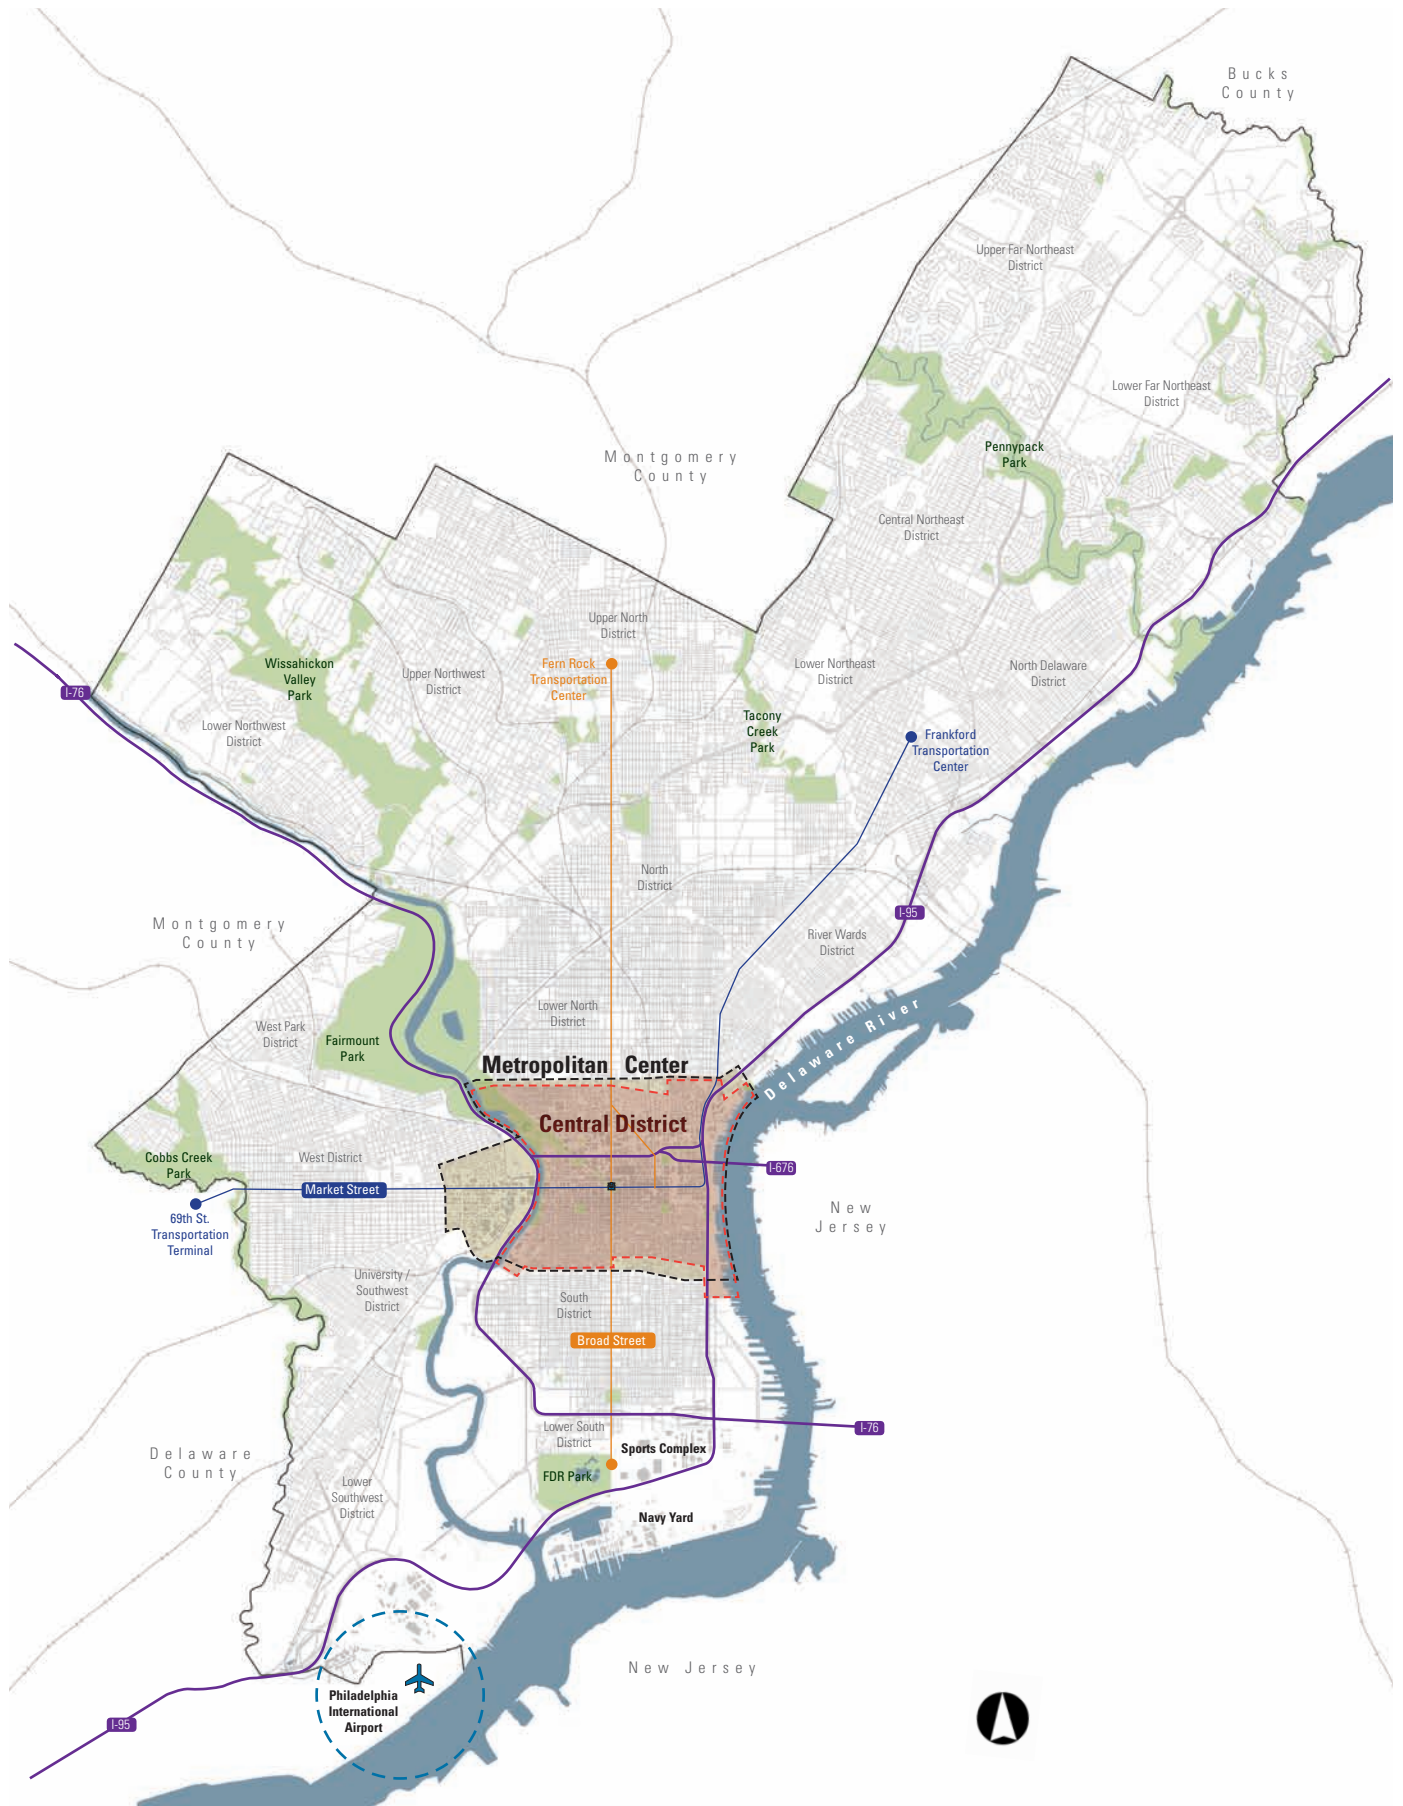 Bucks
County
Upper Far Northeast
District
Lower Far Northeast
District
Pennypack
Park
Montgomery
County
Central Northeast
District
Upper North
District
Fern Rock
Transportation
Center
Wissahickon
Valley
Park
Upper Northwest
District
Lower Northeast
District
North Delaware
District
I-76
Lower Northwest
District
Tacony
Creek
Park
Frankford
Transportation
Center
North
District
I-95
Montgomery
County
River Wards
District
Lower North
District
West Park
District
Fairmount
Park
Delaware River
Metropolitan Center
Central District
Cobbs Creek
Park
West District
I-676
Market Street
69th St.
Transportation
Terminal
New
Jersey
University /
Southwest
District
South
District
Broad Street
Lower South
District
I-76
Sports Complex
FDR Park
Delaware
County
Lower
Southwest
District
Navy Yard
New Jersey
Philadelphia
International
Airport
I-95